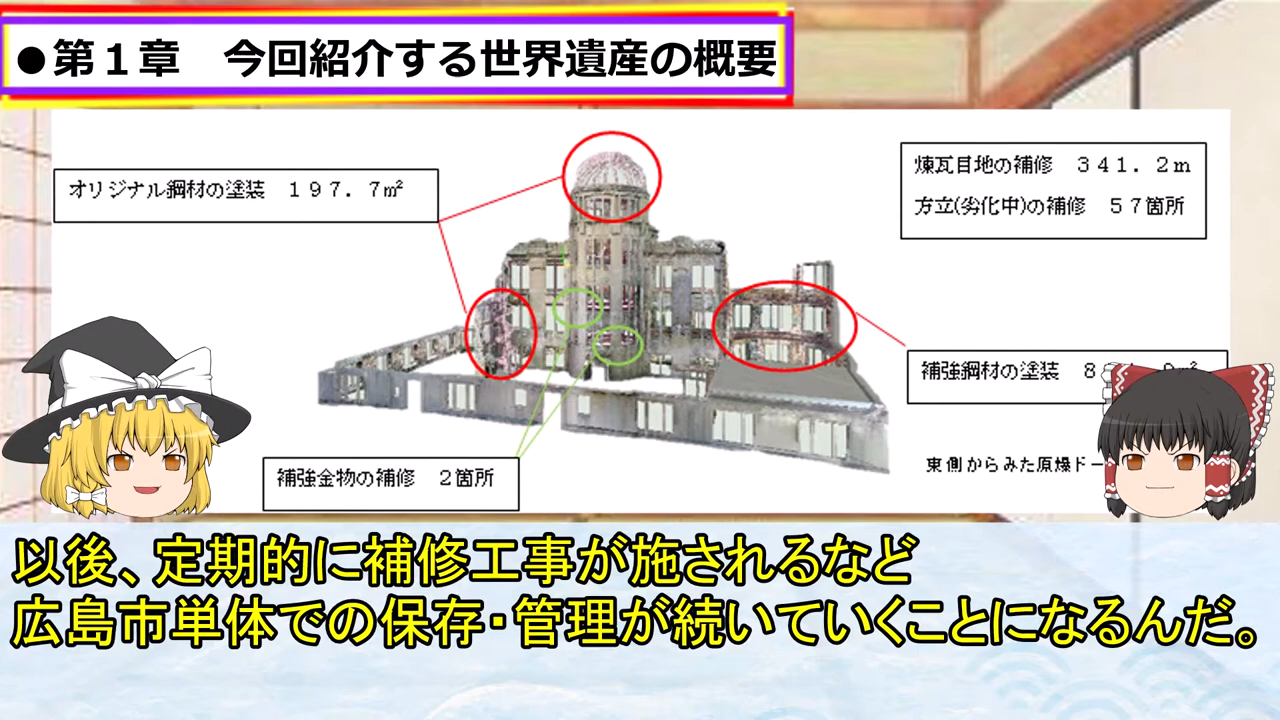 ●第１章　今回紹介する世界遺産の概要
オリジナル鋼材の塗装　１９７．７㎡
煉瓦目地の補修　３４１．２ｍ
方立(劣化中)の補修　５７箇所
補強鋼材の塗装　８
東側からみた原爆ドー
補強金物の補修　２箇所
以後、定期的に補修工事が施されるなど
広島市単体での保存・管理が続いていくことになるんだ。